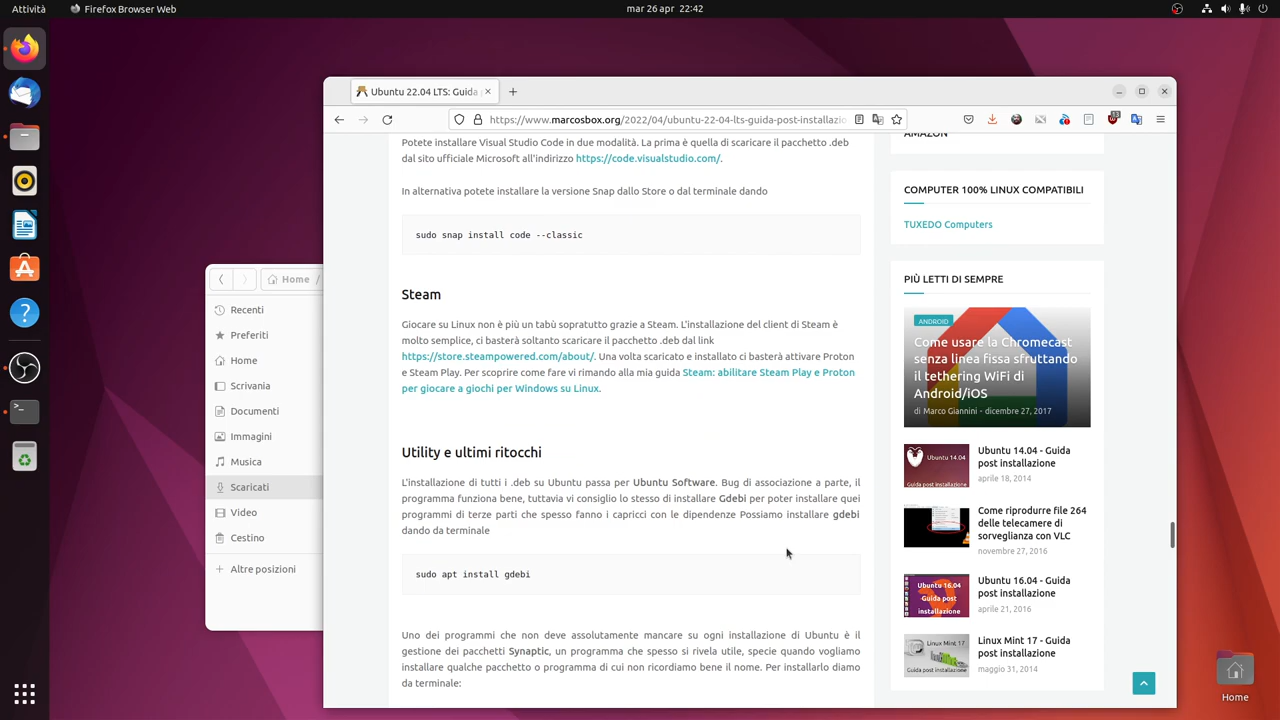 Attività
Firefox Browser Web
mar 26 apr 22:42
Ubuntu 22.04 LTS: Guida
https://www.marcosbox.org/2022/04/ubuntu-22-04-lts-guida-post-installazio
13
Home /
Recenti
Preferiti
Home
Scrivania
Documenti
Immagini
Musica
Scaricati
Video
Cestino
Altre posizioni
Potete installare Visual Studio Code in due modalità. La prima è quella di scaricare il pacchetto .deb
dal sito ufficiale Microsoft all'indirizzo https://code.visualstudio.com/.
In alternativa potete installare la versione Snap dallo Store o dal terminale dando
sudo snap install code --classic
Steam
Giocare su Linux non è più un tabù sopratutto grazie a Steam. L'installazione del client di Steam è
molto semplice, ci basterà soltanto scaricare il pacchetto .deb dal link
https://store.steampowered.com/about/. Una volta scaricato e installato ci basterà attivare Proton
e Steam Play. Per scoprire come fare vi rimando alla mia guida Steam: abilitare Steam Play e Proton
per giocare a giochi per Windows su Linux.
Utility e ultimi ritocchi
L'installazione di tutti i .deb su Ubuntu passa per Ubuntu Software. Bug di associazione a parte, il
programma funziona bene, tuttavia vi consiglio lo stesso di installare Gdebi per poter installare quei
programmi di terze parti che spesso fanno i capricci con le dipendenze Possiamo installare gdebi
dando da terminale
sudo apt install gdebi
Uno dei programmi che non deve assolutamente mancare su ogni installazione di Ubuntu è il
gestione dei pacchetti Synaptic, un programma che spesso si rivela utile, specie quando vogliamo
installare qualche pacchetto o programma di cui non ricordiamo bene il nome. Per installarlo diamo
da terminale:
AMAZON
COMPUTER 100% LINUX COMPATIBILI
TUXEDO Computers
PIÙ LETTI DI SEMPRE
ANDROID
Come usare la Chromecast
senza linea fissa sfruttando
il tethering WiFi di
Android/iOS
di Marco Giannini - dicembre 27, 2017
Ubuntu 14.04
Guida post installazione
Ubuntu 14.04 - Guida
post installazione
aprile 18, 2014
Come riprodurre file 264
delle telecamere di
sorveglianza con VLC
novembre 27, 2016
Ubuntu 16.04
Guida post
installazione
Ubuntu 16.04 - Guida
post installazione
aprile 21, 2016
Guida post installazione
Linux Mint 17 - Guida
post installazione
maggio 31, 2014
Home